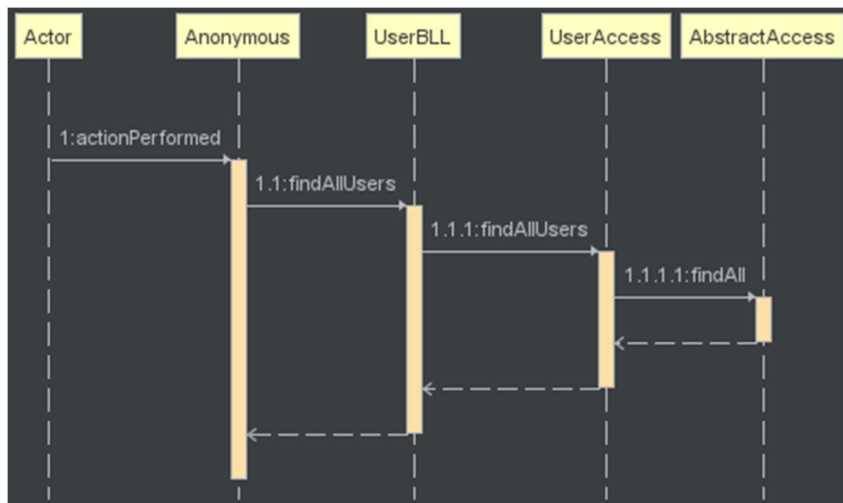 Actor
Anonymous
UserBLL
UserAccess
AbstractAccess
1:actionPerformed
1.1:findAllUsers
1.1.1:findAllUsers
1.1.1.1:findAll